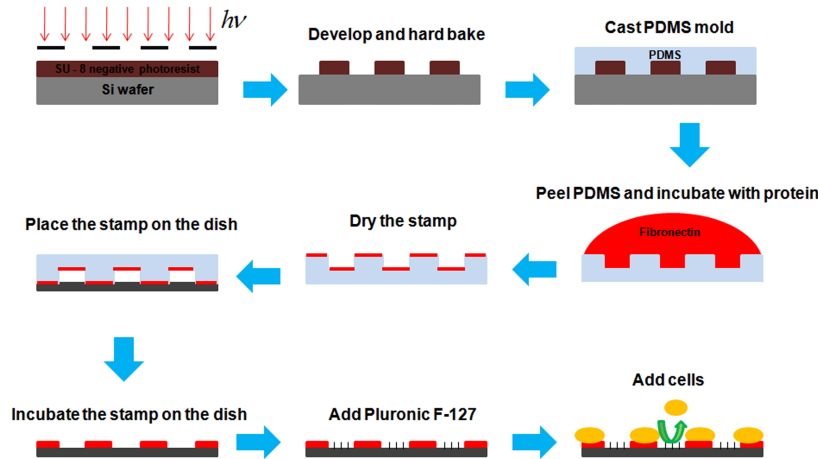 hν
SU - 8 negative photoresist
Si wafer
Develop and hard bake
Cast PDMS mold
PDMS
Peel PDMS and incubate with protein
Fibronectin
Dry the stamp
Place the stamp on the dish
Incubate the stamp on the dish
Add Pluronic F-127
Add cells